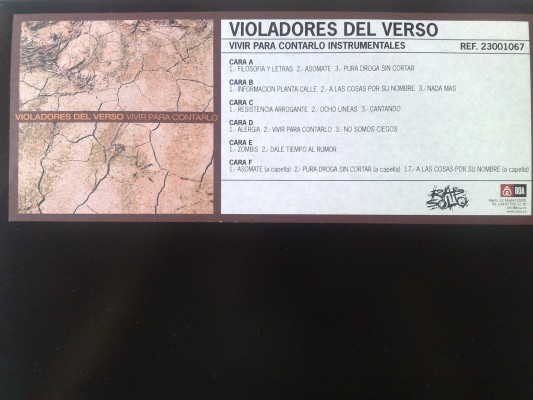 VIOLADORES DEL VERSO VIVIR PARA CONTARLO
VIOLADORES DEL VERSO
VIVIR PARA CONTARLO INSTRUMENTALES REF. 23001067
CARA A
1.- FILOSOFIA Y LETRAS 2.- ASOMATE 3.- PURA DROGA SIN CORTAR
CARA B
1.- INFORMACION PLANTA CALLE 2.- A LAS COSAS POR SU NOMBRE 3.- NADA MAS
CARA C
1.- RESISTENCIA ARROGANTE 2.- OCHO LINEAS 3.- CANTANDO
CARA D
1.- ALERGIA 2.- VIVIR PARA CONTARLO 3.- NO SOMOS CIEGOS
CARA E
1.- ZOMBIS 2.- DALE TIEMPO AL RUMOR
CARA F
1.- ASOMATE (a capella) 2.- PURA DROGA SIN CORTAR (a capella) 17.- A LAS COSAS POR SU NOMBRE (a capella)
RAP SOLO
BOA